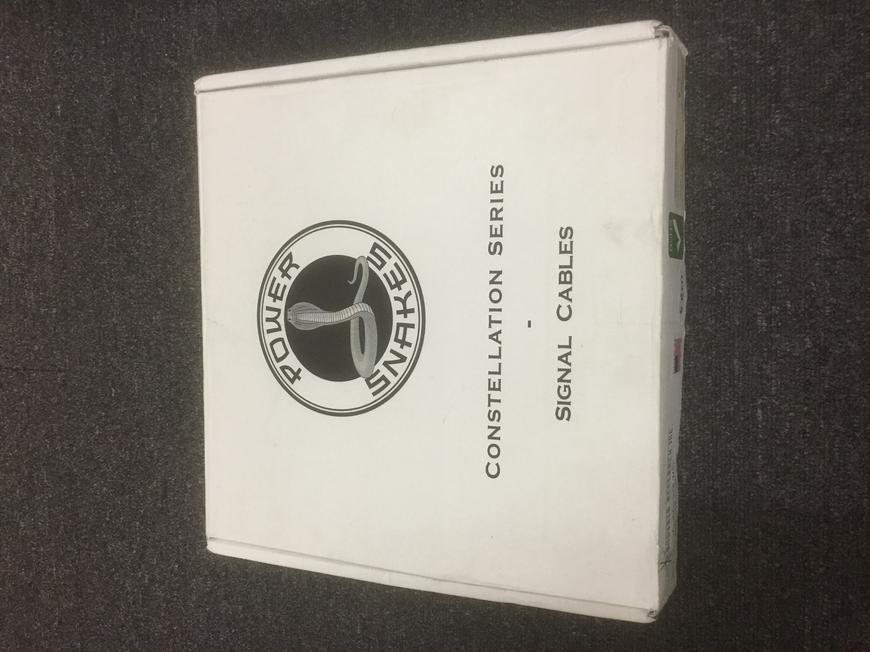 POWER
SNAKES
CONSTELLATION SERIES
-
SIGNAL CABLES